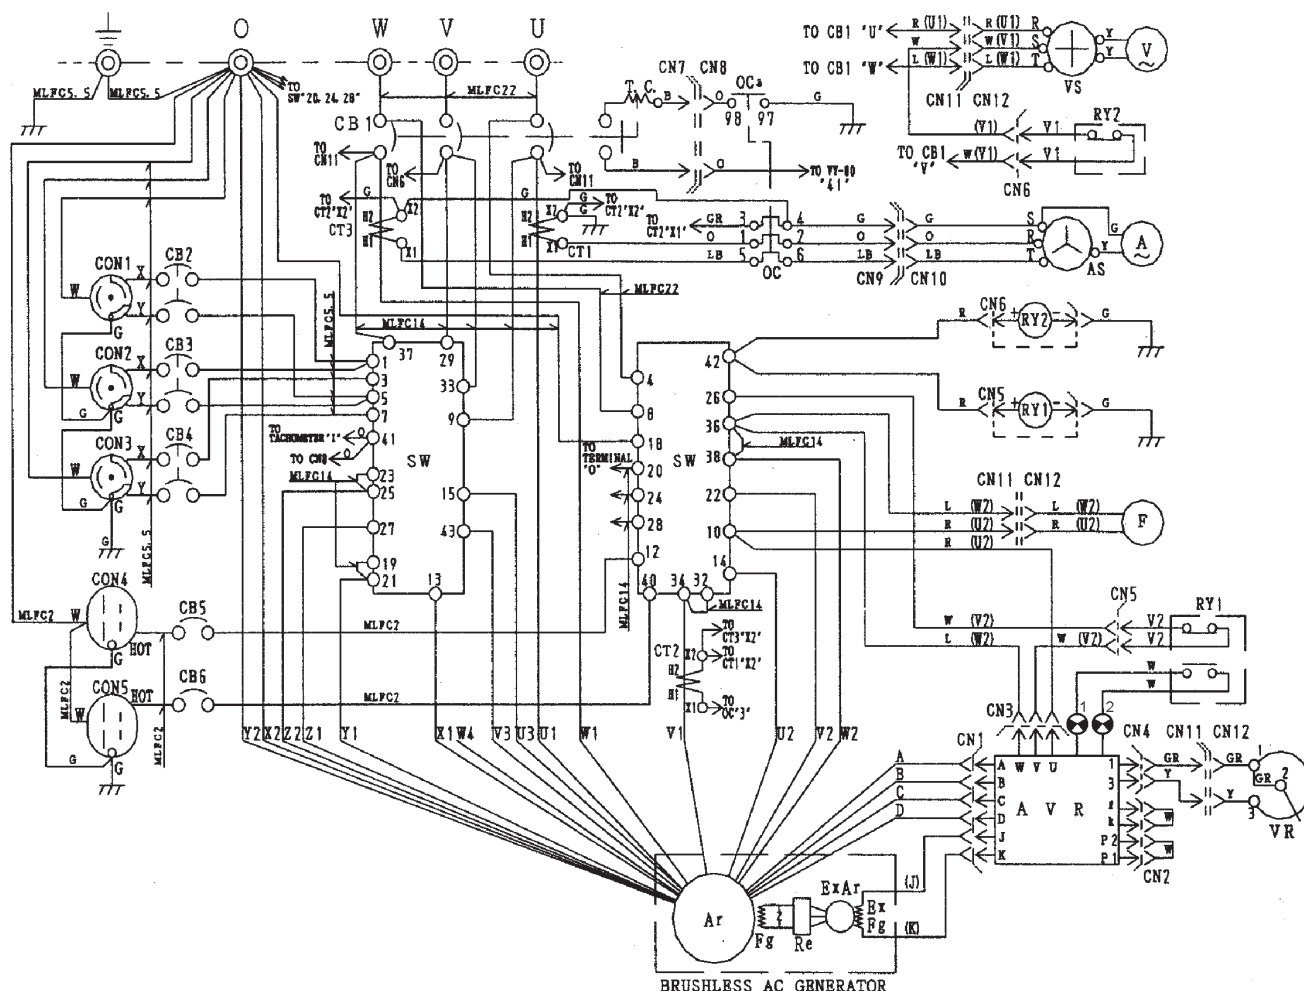 O W V U
MLFC5.5
MLFC5.5
TO SW"20.24.28"
MLFC22
CB1
TO CN11
TO CN6
TO CN11
T.C.
B
CN7 CN8
O
OCa
98 97
G
B
O
TO VY-80 "41"
TO CB1 "U"
R (U1)
R (U1) R
W
W (V1) S
TO CB1 "W"
L (W1)
L (W1) T
CN11 CN12
VS
Y
Y
V
(V1)
V1
RY2
TO CB1 "V"
W (V1)
V1
CN6
TO CT2"X2"
G
H2
H1
X2
X1
CT3
G
TO CT2"X2"
G
H2
H1
X2
X1
CT1
TO CT2"X1"
GR 3 4 G G S
O 1 2 O O R
LB 5 6 LB LB T
OC
CN9 CN10
AS
G
Y
A
MLFC22
CON1
W
X
Y
G
CB2
CON2
W
X
Y
G
G
CB3
CON3
W
X
Y
G
G
CB4
G
MLFC5.5
MLFC5.5
MLFC14
37 29
1
3
5
7
41
23
25
27
19
21
13
33
9
15
43
SW
TO TACHOMETER"1"
O
TO CN8
O
MLFC14
4
8
18
20
24
28
12
40 34 32
42
26
36
38
22
10
14
SW
TO TERMINAL "O"
MLFC14
MLFC14
MLFC14
R
CN6
+ RY2 -
G
R
CN5
+ RY1 -
G
CN11 CN12
L (W2)
L (W2)
R (U2)
R (U2)
R (U2)
F
CON4
MLFC2
W
HOT
G
CB5
MLFC2
CON5
HOT
W
G
G
CB6
MLFC2
MLFC2
MLFC2
CT2
X2
H2
H1
X1
TO CT3"X2"
TO CT1"X2"
TO OC"3"
W (V2)
L (W2)
W (V2)
CN5
V2
V2
RY1
W
W
1 2
CN3
Y2 X2 Z2 Z1 Y1 X1 W4 V3 U3 U1 W1 V1 U2 V2 W2
A
B
C
D
CN1
A W V U 1
B 3
C
D
J
K
A V R
P2
P1
CN4
CN11 CN12
GR
GR
Y
Y
W
W
CN2
1
GR 2
3
VR
(J)
(K)
Ar
Fg
Re
ExAr
Ex
Fg
BRUSHLESS AC GENERATOR